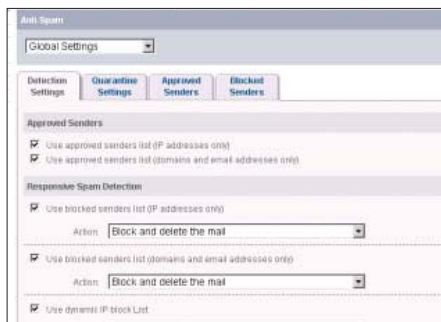 Anti-Spam
Global Settings
Detection Settings
Quarantine Settings
Approved Senders
Blocked Senders
Approved Senders
Use approved senders list (IP addresses only)
Use approved senders list (domains and email addresses only)
Responsive Spam Detection
Use blocked senders list (IP addresses only)
Action: Block and delete the mail
Use blocked senders list (domains and email addresses only)
Action: Block and delete the mail
Use dynamic IP block List